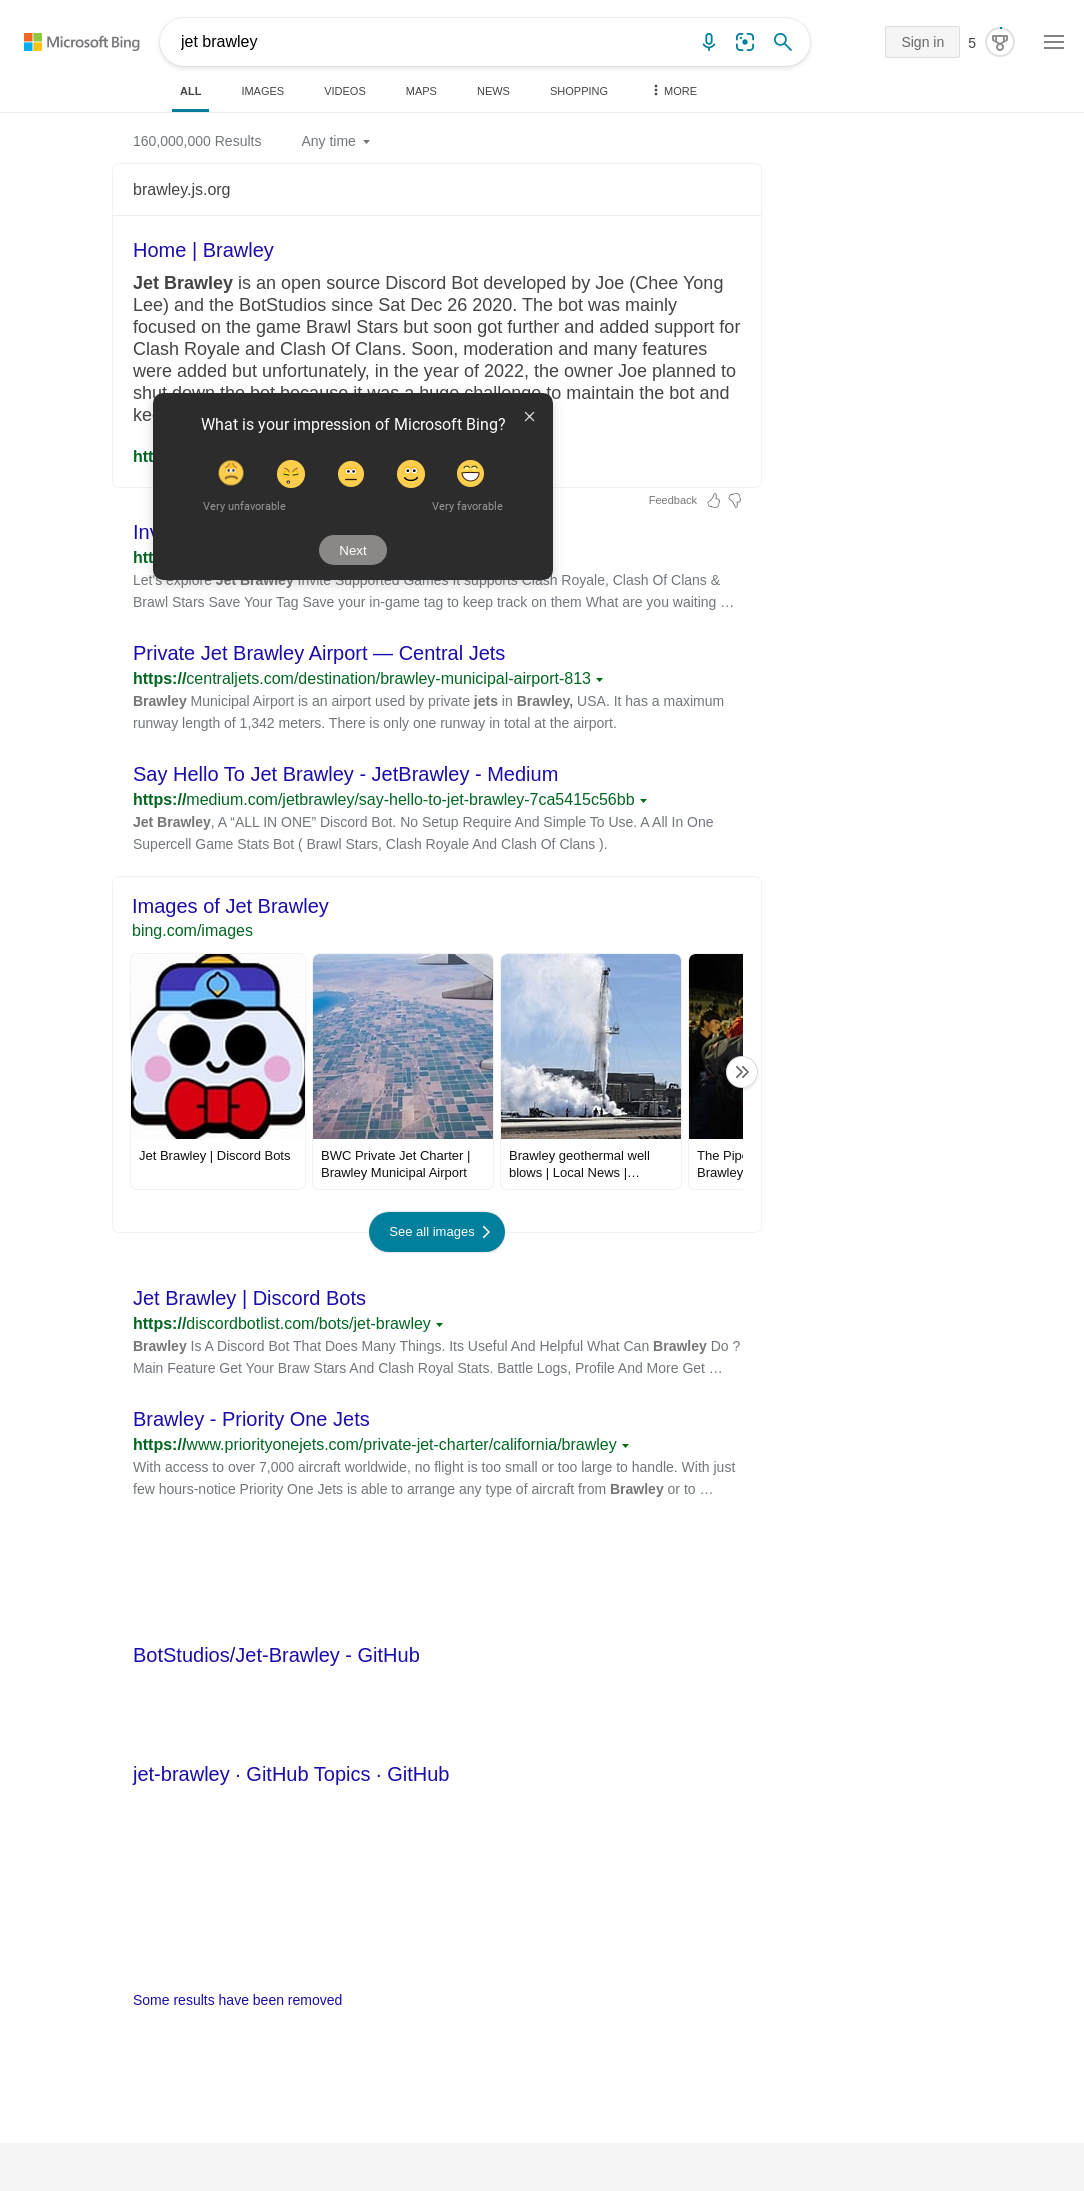 Microsoft Bing
jet brawley
Sign in
5
ALL
IMAGES
VIDEOS
MAPS
NEWS
SHOPPING
MORE
160,000,000 Results
Any time
brawley.js.org
Home | Brawley
Jet Brawley is an open source Discord Bot developed by Joe (Chee Yong
Lee) and the BotStudios since Sat Dec 26 2020. The bot was mainly
focused on the game Brawl Stars but soon got further and added support for
Clash Royale and Clash Of Clans. Soon, moderation and many features
were added but unfortunately, in the year of 2022, the owner Joe planned to
shut down the bot because it was a huge challenge to maintain the bot and
ke
htt
What is your impression of Microsoft Bing?
Very unfavorable
Very favorable
Next
Feedback
Inv
htt
Let's explore Jet Brawley Invite Supported Games It supports Clash Royale, Clash Of Clans &
Brawl Stars Save Your Tag Save your in-game tag to keep track on them What are you waiting …
Private Jet Brawley Airport — Central Jets
https://centraljets.com/destination/brawley-municipal-airport-813
Brawley Municipal Airport is an airport used by private jets in Brawley, USA. It has a maximum
runway length of 1,342 meters. There is only one runway in total at the airport.
Say Hello To Jet Brawley - JetBrawley - Medium
https://medium.com/jetbrawley/say-hello-to-jet-brawley-7ca5415c56bb
Jet Brawley, A “ALL IN ONE” Discord Bot. No Setup Require And Simple To Use. A All In One
Supercell Game Stats Bot ( Brawl Stars, Clash Royale And Clash Of Clans ).
Images of Jet Brawley
bing.com/images
Jet Brawley | Discord Bots
BWC Private Jet Charter |
Brawley Municipal Airport
Brawley geothermal well
blows | Local News |…
The Pipe
Brawley
See all images
Jet Brawley | Discord Bots
https://discordbotlist.com/bots/jet-brawley
Brawley Is A Discord Bot That Does Many Things. Its Useful And Helpful What Can Brawley Do ?
Main Feature Get Your Braw Stars And Clash Royal Stats. Battle Logs, Profile And More Get …
Brawley - Priority One Jets
https://www.priorityonejets.com/private-jet-charter/california/brawley
With access to over 7,000 aircraft worldwide, no flight is too small or too large to handle. With just
few hours-notice Priority One Jets is able to arrange any type of aircraft from Brawley or to …
BotStudios/Jet-Brawley - GitHub
jet-brawley · GitHub Topics · GitHub
Some results have been removed